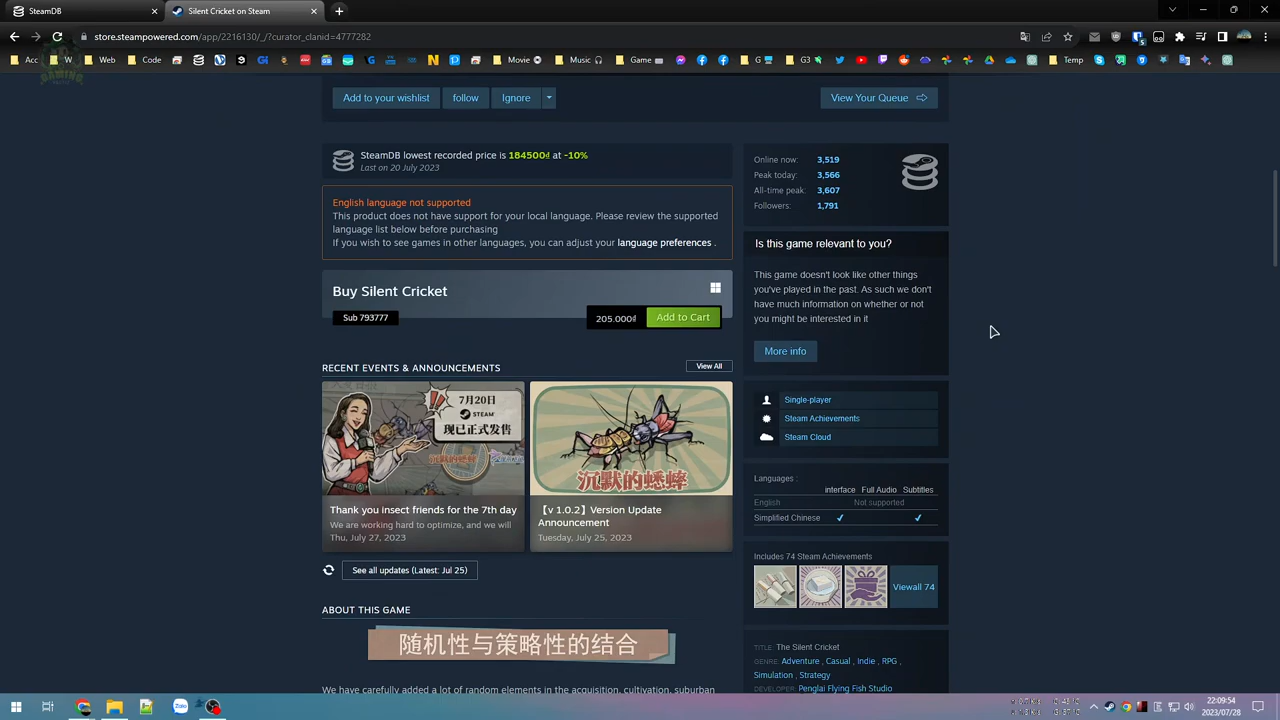 SteamDB
Silent Cricket on Steam
store.steampowered.com/app/2216130/_/?curator_clanid=4777282
Acc
W
Web
Codi
Movie
Music
Game
G
G3
Temp
GAMING
Add to your wishlist
follow
Ignore
View Your Queue
SteamDB lowest recorded price is 184500₫ at -10%
Last on 20 July 2023
English language not supported
This product does not have support for your local language. Please review the supported
language list below before purchasing
If you wish to see games in other languages, you can adjust your language preferences .
Buy Silent Cricket
Sub 793777
205.000₫
Add to Cart
RECENT EVENTS & ANNOUNCEMENTS
View All
7月20日
STEAM
现已正式发售
沉默的蟋蟀
Thank you insect friends for the 7th day
We are working hard to optimize, and we will
Thu, July 27, 2023
沉默的蟋蟀
【v 1.0.2】Version Update
Announcement
Tuesday, July 25, 2023
See all updates (Latest: Jul 25)
ABOUT THIS GAME
随机性与策略性的结合
We have carefully added a lot of random elements in the acquisition, cultivation, suburban
Online now: 3,519
Peak today: 3,566
All-time peak: 3,607
Followers: 1,791
Is this game relevant to you?
This game doesn't look like other things
you've played in the past. As such we don't
have much information on whether or not
you might be interested in it
More info
Single-player
Steam Achievements
Steam Cloud
Languages :
interface Full Audio Subtitles
English Not supported
Simplified Chinese ✔ ✔
Includes 74 Steam Achievements
Viewall 74
TITLE: The Silent Cricket
GENRE: Adventure , Casual , Indie , RPG ,
Simulation , Strategy
DEVELOPER: Penglai Flying Fish Studio
Zalo
22:09:54
2023/07/28